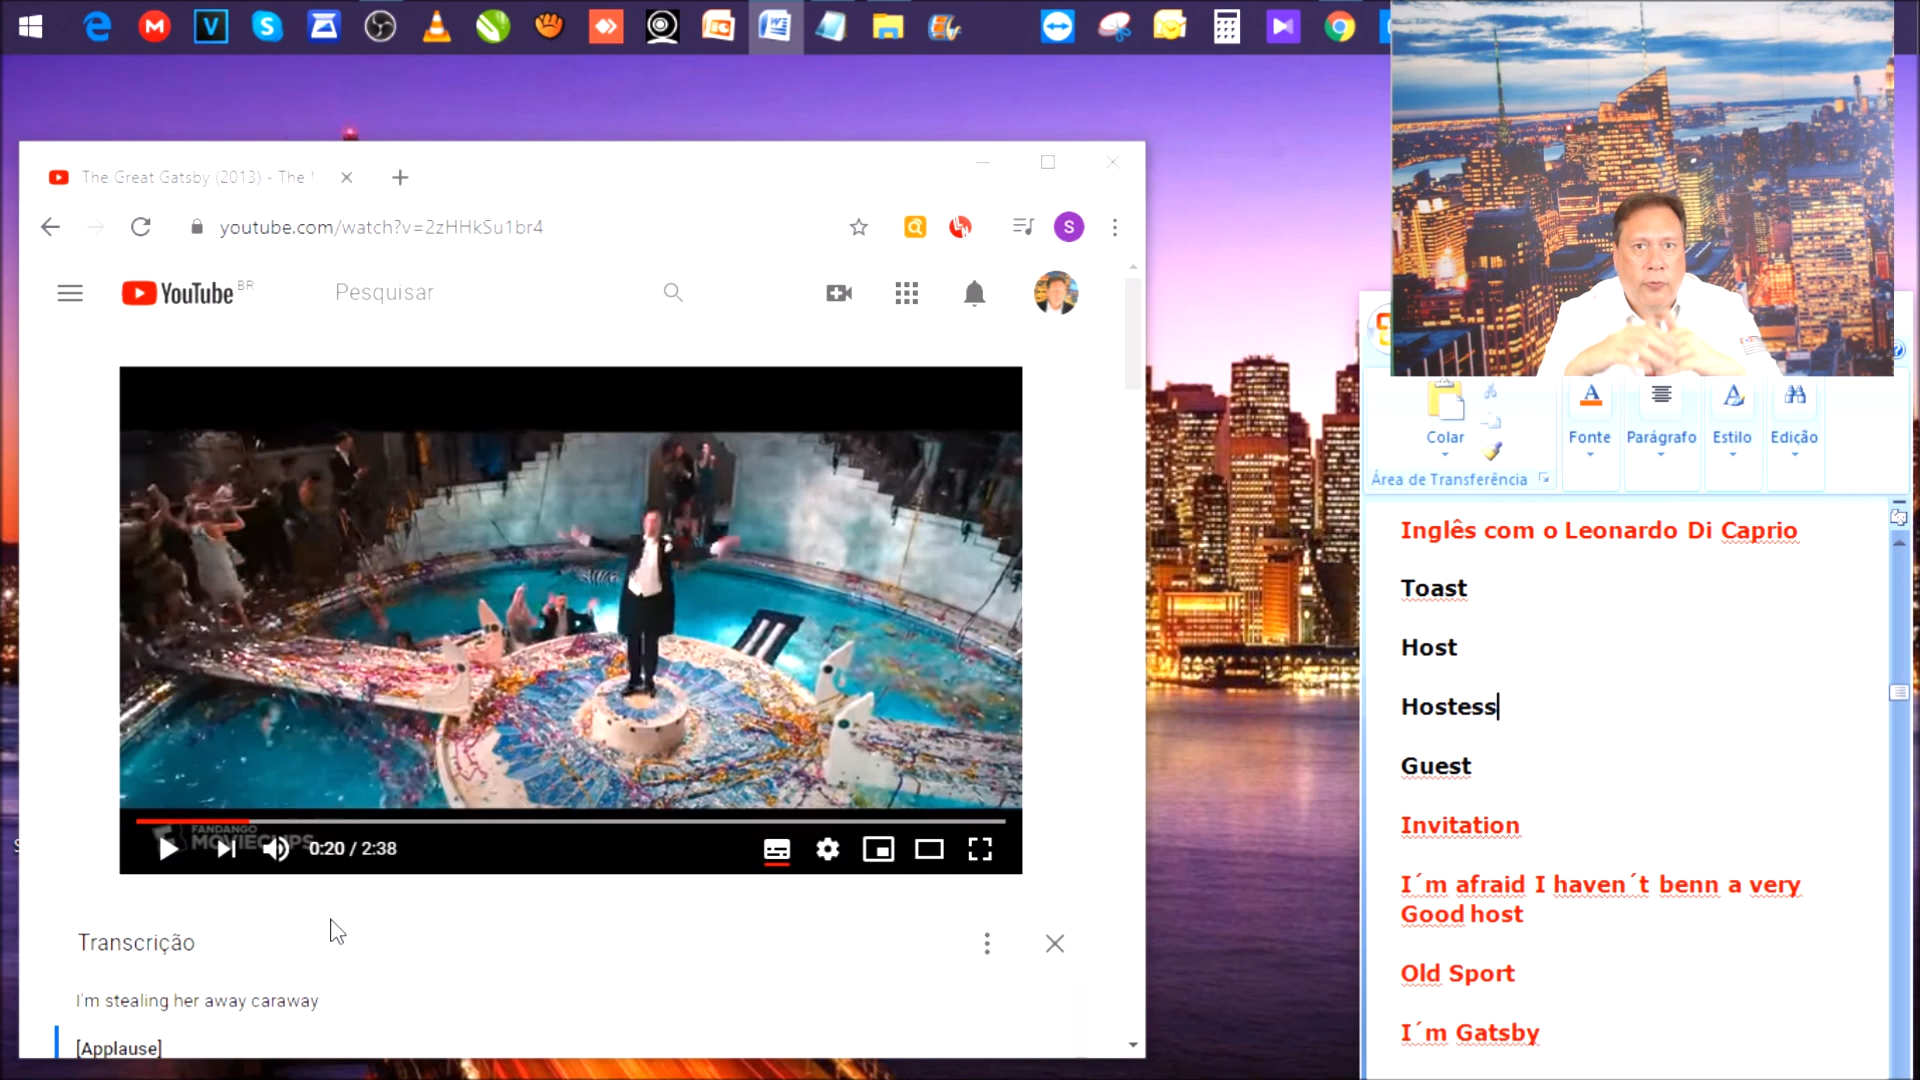 The Great Gatsby (2013) - The
youtube.com/watch?v=2zHHkSu1br4
S
YouTube BR
Pesquisar
FANDANGO
MOVIECLIPS
0:20 / 2:38
Transcrição
I'm stealing her away caraway
[Applause]
Colar
Fonte
Parágrafo
Estilo
Edição
Área de Transferência
Inglês com o Leonardo Di Caprio
Toast
Host
Hostess
Guest
Invitation
I´m afraid I haven´t benn a very
Good host
Old Sport
I´m Gatsby